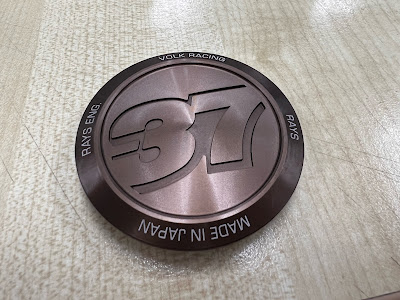 VOLK RACING
RAYS ENG.
37
RAYS
MADE IN JAPAN